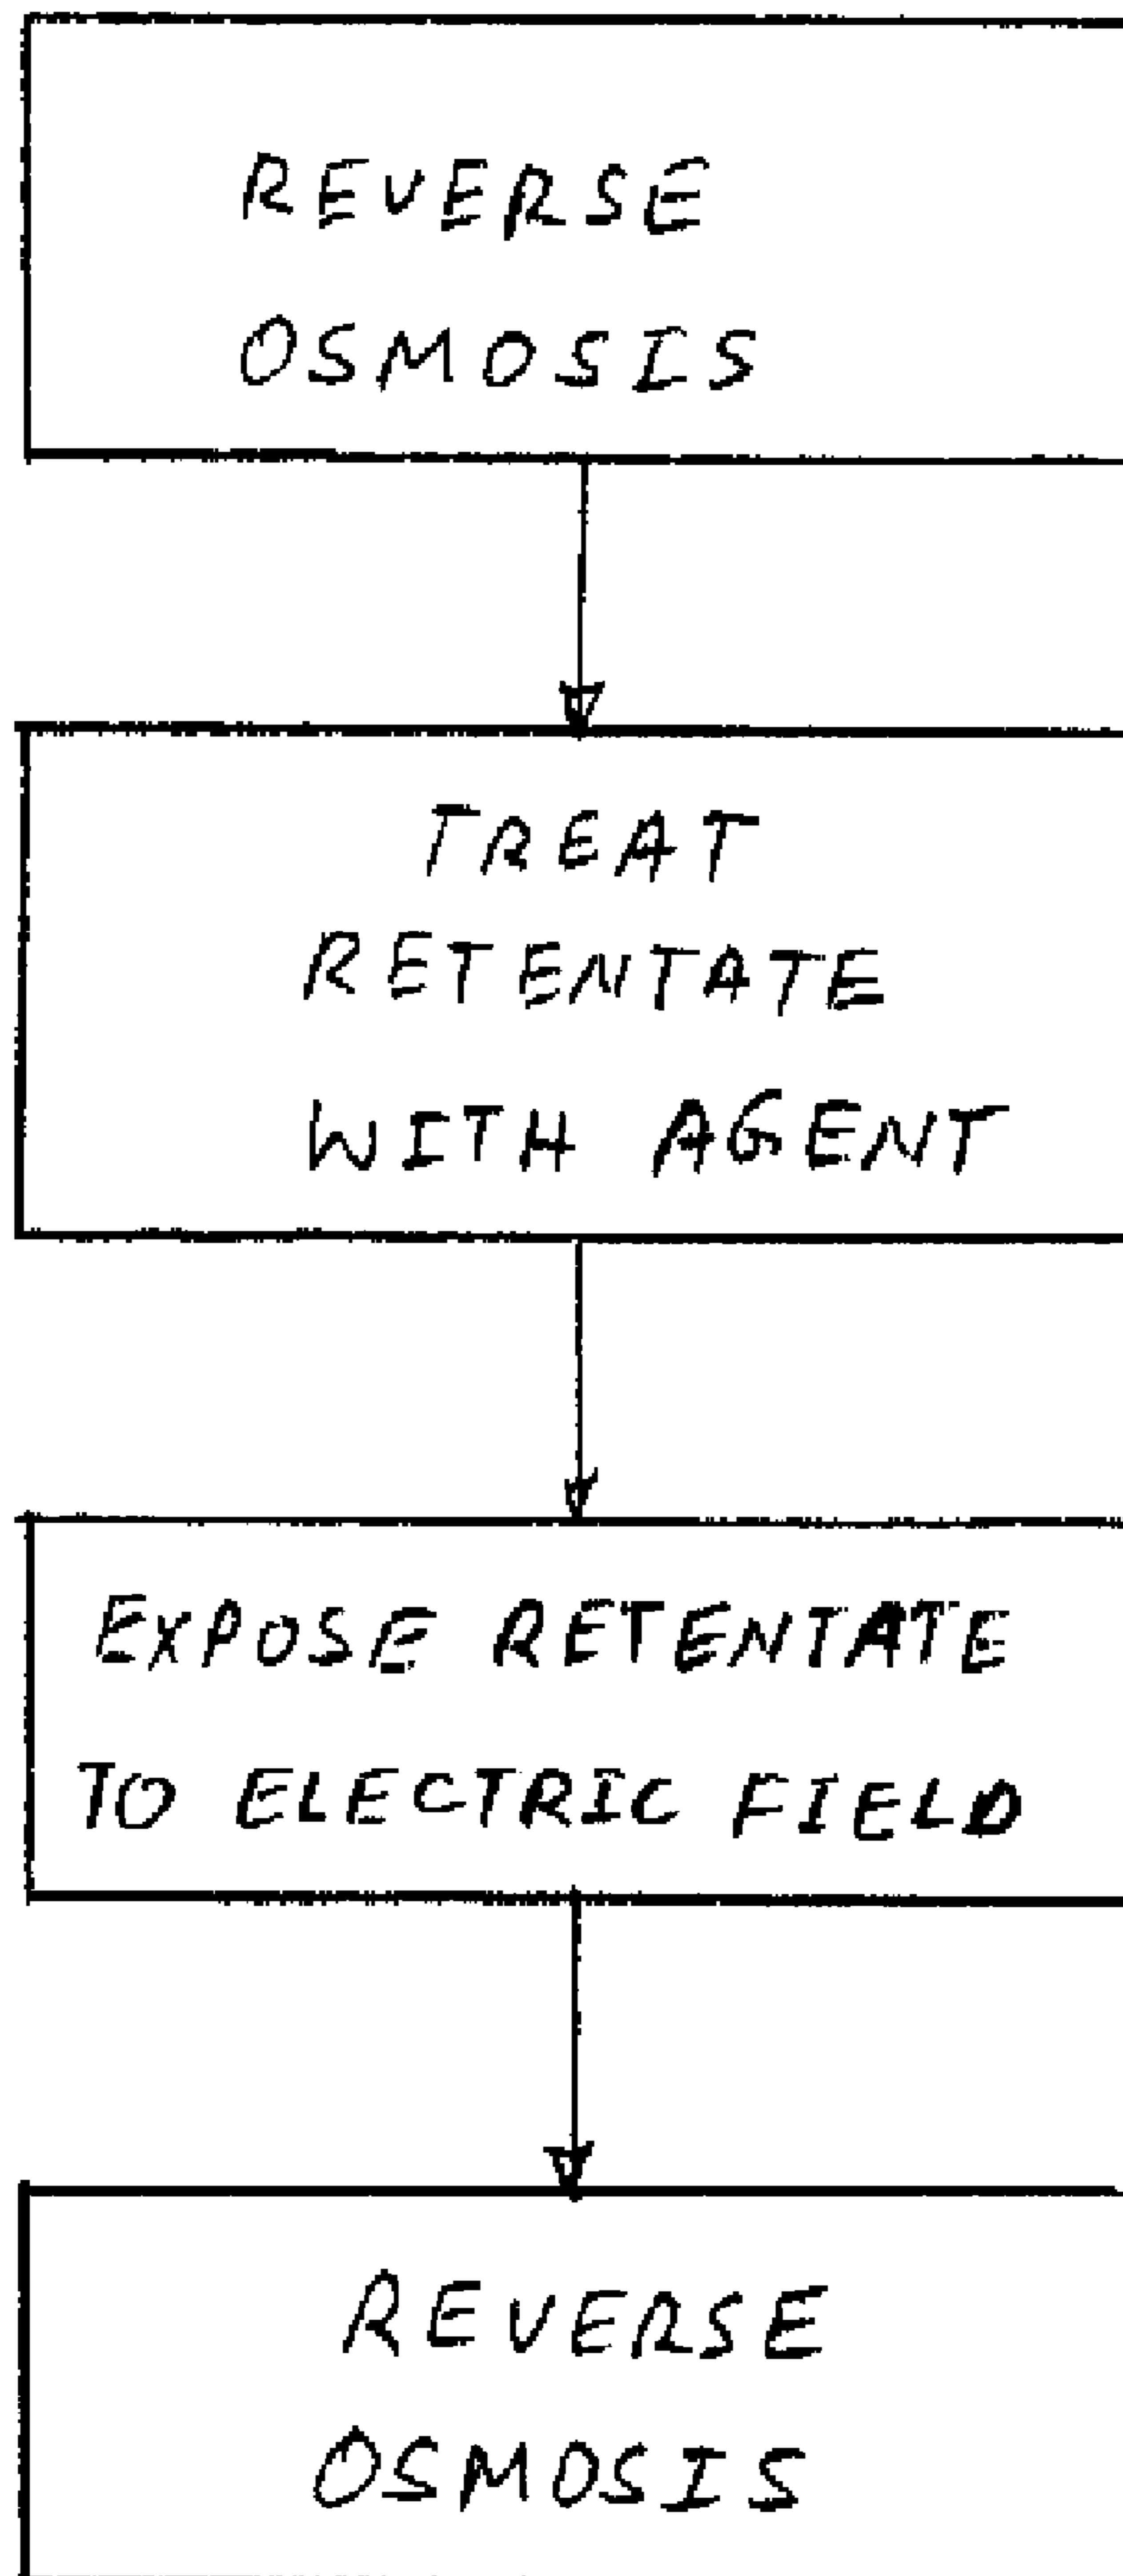 REVERSE
OSMOSIS
TREAT
RETENTATE
WITH AGENT
EXPOSE RETENTATE
TO ELECTRIC FIELD
REVERSE
OSMOSIS